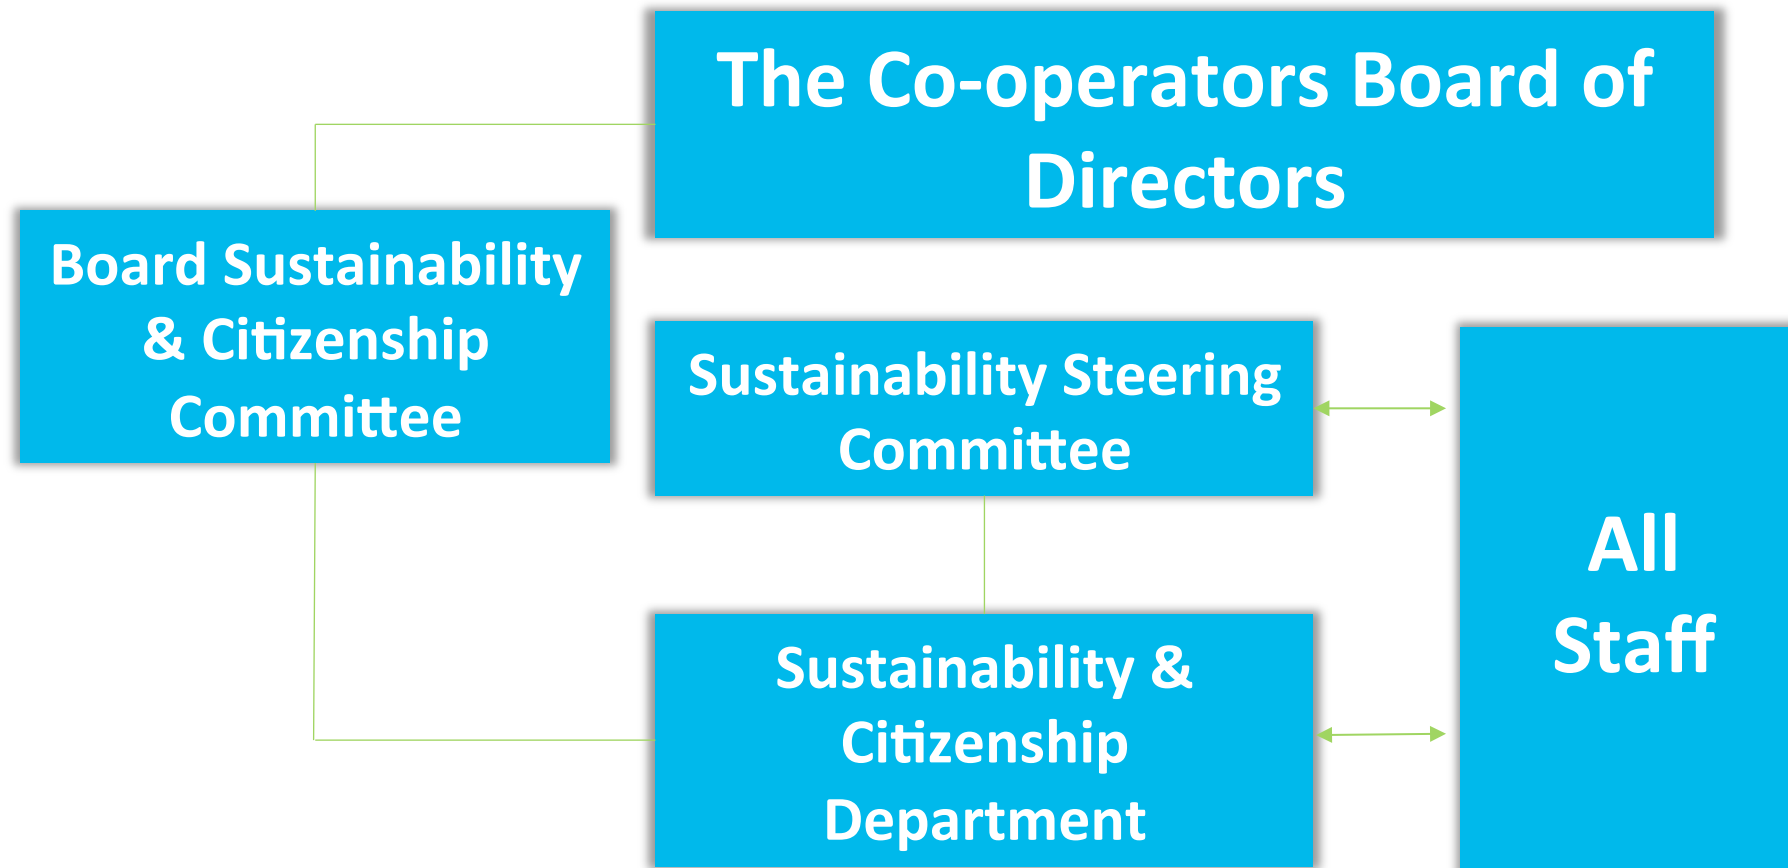 The Co-operators Board of
Directors
Board Sustainability
& Citizenship
Committee
Sustainability Steering
Committee
All
Staff
Sustainability &
Citizenship
Department